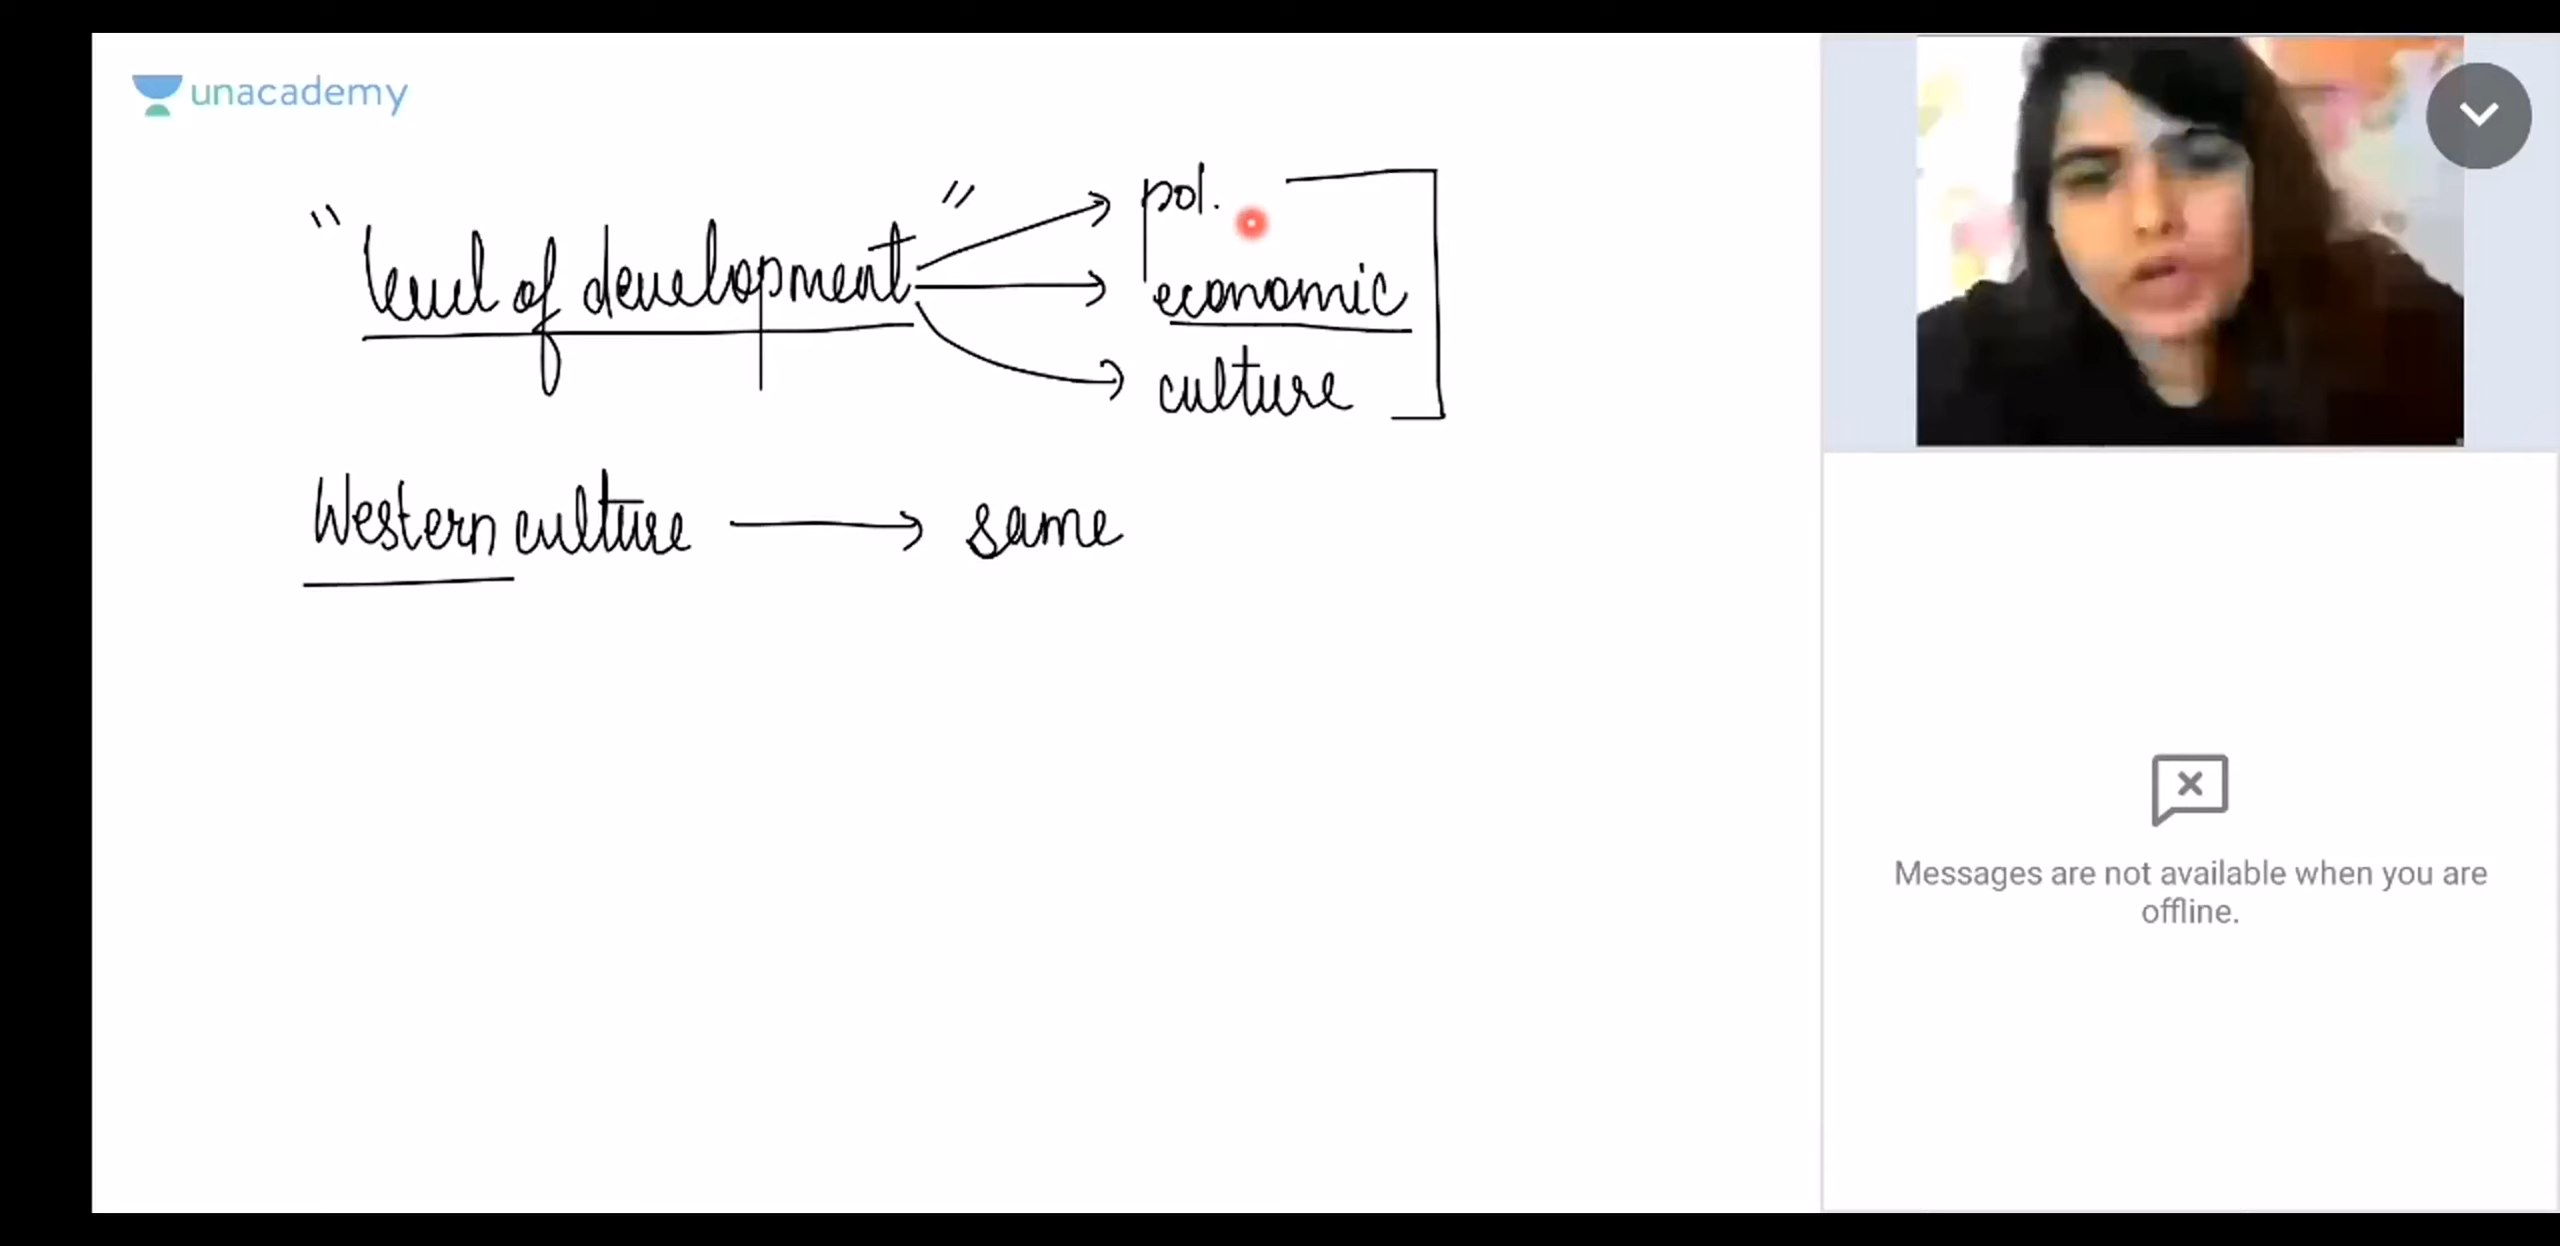 unacademy
"level of development" → pol.
→ economic
→ culture
Western culture → same
Messages are not available when you are
offline.